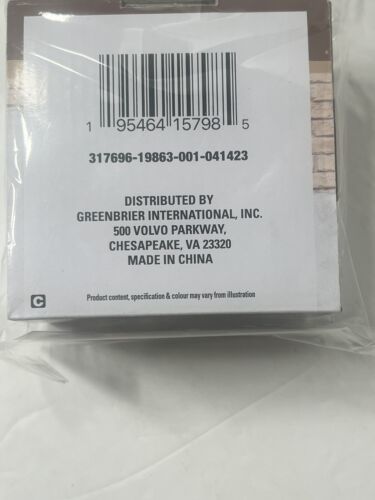 1 95464 15798 5
317696-19863-001-041423
DISTRIBUTED BY
GREENBRIER INTERNATIONAL, INC.
500 VOLVO PARKWAY,
CHESAPEAKE, VA 23320
MADE IN CHINA
C
Product content, specification & colour may vary from illustration